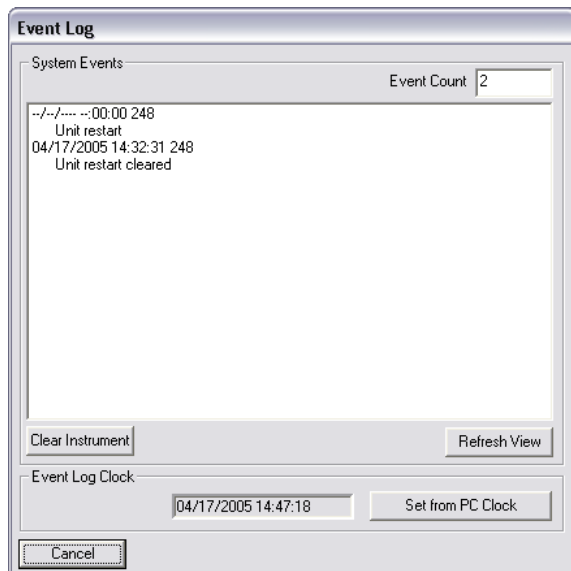 Event Log
System Events
Event Count 2
--/--/---- --:00:00 248
Unit restart
04/17/2005 14:32:31 248
Unit restart cleared
Clear Instrument
Refresh View
Event Log Clock
04/17/2005 14:47:18
Set from PC Clock
Cancel